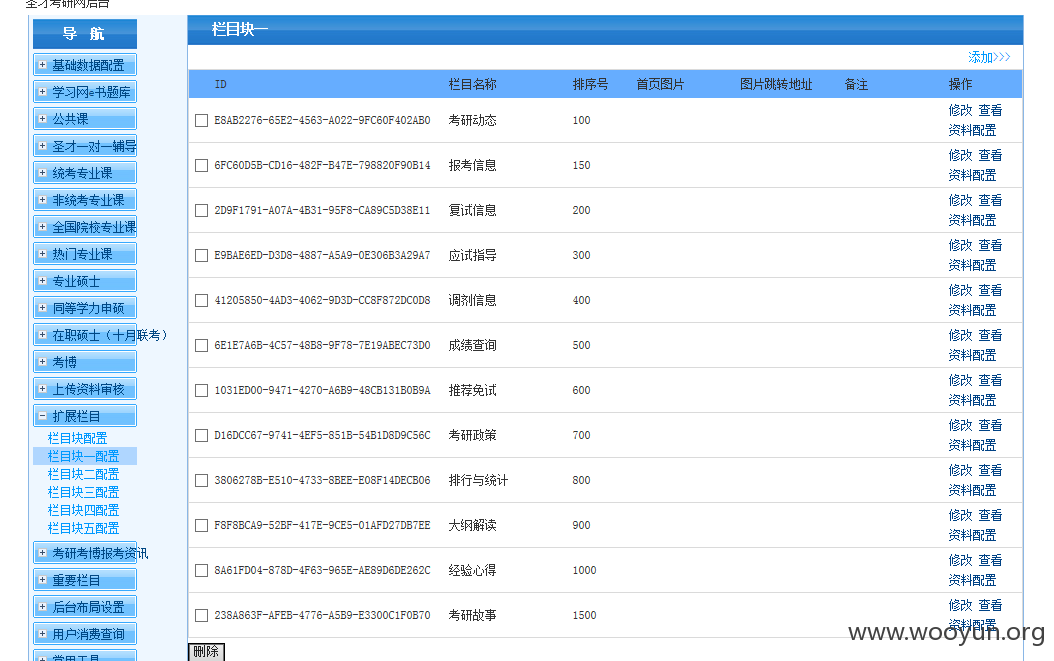 圣才考研网后台
导 航
基础数据配置
学习网e书题库
公共课
圣才一对一辅导
统考专业课
非统考专业课
全国院校专业课
热门专业课
专业硕士
同等学力申硕
在职硕士（十月联考）
考博
上传资料审核
扩展栏目
栏目块配置
栏目块一配置
栏目块二配置
栏目块三配置
栏目块四配置
栏目块五配置
考研考博报考资讯
重要栏目
后台布局设置
用户消费查询
常用工具
栏目块一
添加>>>
ID 栏目名称 排序号 首页图片 图片跳转地址 备注 操作
E8AB2276-65E2-4563-A022-9FC60F402AB0 考研动态 100 修改 查看
资料配置
6FC60D5B-CD16-482F-B47E-798820F90B14 报考信息 150 修改 查看
资料配置
2D9F1791-A07A-4B31-95F8-CA89C5D38E11 复试信息 200 修改 查看
资料配置
E9BAE6ED-D3D8-4887-A5A9-0E306B3A29A7 应试指导 300 修改 查看
资料配置
41205850-4AD3-4062-9D3D-CC8F872DC0D8 调剂信息 400 修改 查看
资料配置
6E1E7A6B-4C57-48B8-9F78-7E19ABEC73D0 成绩查询 500 修改 查看
资料配置
1031ED00-9471-4270-A6B9-48CB131B0B9A 推荐免试 600 修改 查看
资料配置
D16DCC67-9741-4EF5-851B-54B1D8D9C56C 考研政策 700 修改 查看
资料配置
3806278B-E510-4733-8BEE-E08F14DECB06 排行与统计 800 修改 查看
资料配置
F8F8BCA9-52BF-417E-9CE5-01AFD27DB7EE 大纲解读 900 修改 查看
资料配置
8A61FD04-878D-4F63-965E-AE89D6DE262C 经验心得 1000 修改 查看
资料配置
238A863F-AFEB-4776-A5B9-E3300C1F0B70 考研故事 1500 修改 查看
资料配置
删除
www.wooyun.org